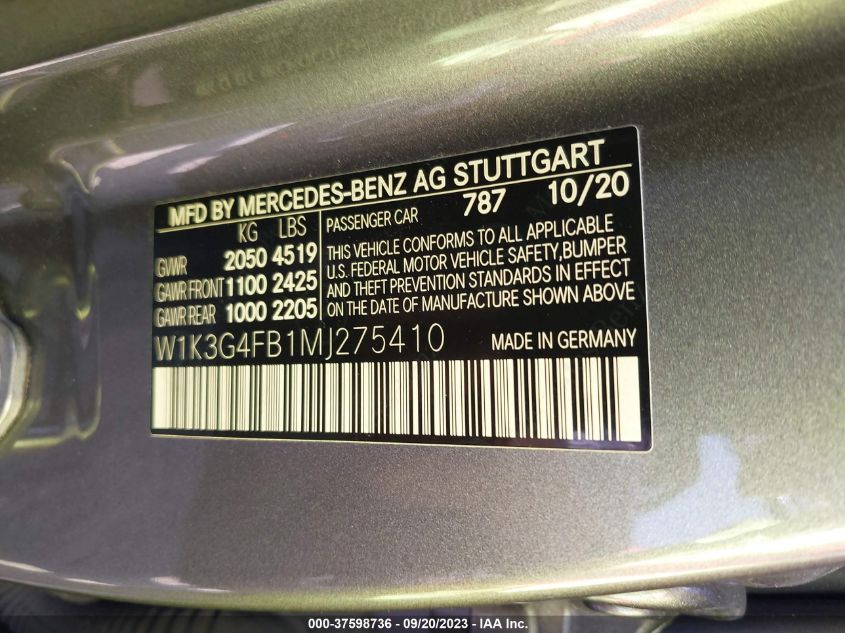 MFD BY MERCEDES-BENZ AG STUTTGART
KG LBS
GVWR 2050 4519
GAWR FRONT 1100 2425
GAWR REAR 1000 2205
PASSENGER CAR 787 10/20
THIS VEHICLE CONFORMS TO ALL APPLICABLE
U.S. FEDERAL MOTOR VEHICLE SAFETY, BUMPER
AND THEFT PREVENTION STANDARDS IN EFFECT
ON THE DATE OF MANUFACTURE SHOWN ABOVE
W1K3G4FB1MJ275410
MADE IN GERMANY
000-37598736 - 09/20/2023 - IAA Inc.